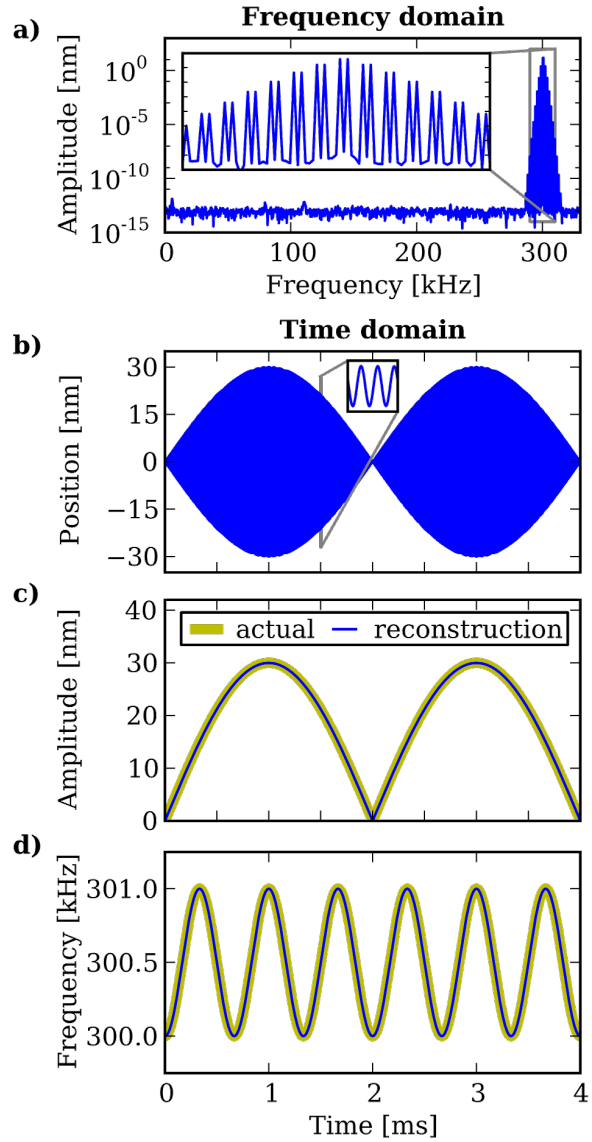 Frequency domain
a)
Amplitude [nm]
10^0
10^-5
10^-10
10^-15
0 100 200 300
Frequency [kHz]
Time domain
b)
Position [nm]
30
15
0
−15
−30
c)
Amplitude [nm]
40
30
20
10
0
actual reconstruction
d)
Frequency [kHz]
301.0
300.5
300.0
0 1 2 3 4
Time [ms]